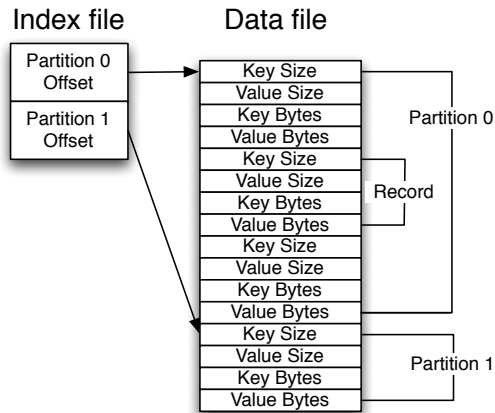 Index file
Data file
Partition 0
Offset
Partition 1
Offset
Key Size
Value Size
Key Bytes
Value Bytes
Key Size
Value Size
Key Bytes
Value Bytes
Key Size
Value Size
Key Bytes
Value Bytes
Key Size
Value Size
Key Bytes
Value Bytes
Partition 0
Record
Partition 1